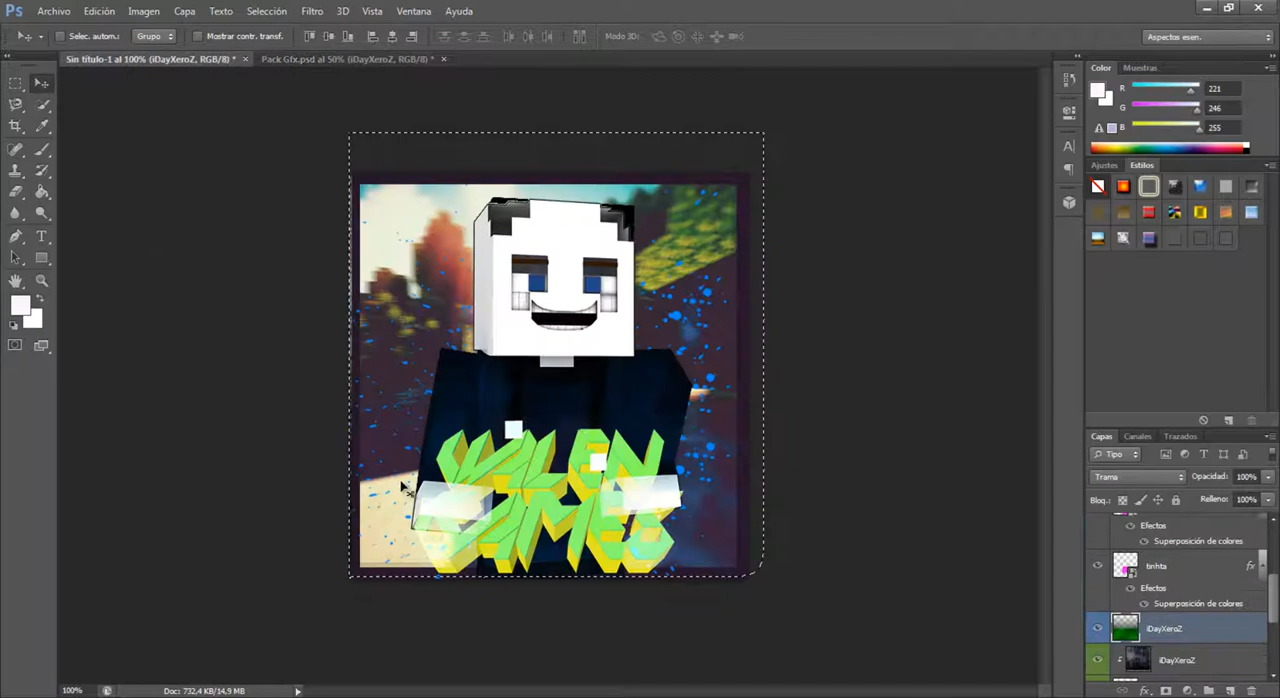 Ps Archivo Edición Imagen Capa Texto Selección Filtro 3D Vista Ventana Ayuda
Selec. autom.: Grupo Mostrar contr. transf. Modo 3D: Aspectos esen.
Sin título-1 al 100% (iDayXeroZ, RGB/8) * × Pack Gfx.psd al 50% (iDayXeroZ, RGB/8) * ×
Color Muestras
R 221
G 246
B 255
Ajustes Estilos
Capas Canales Trazados
Tipo
Trama Opacidad: 100%
Bloq.: Relleno: 100%
Efectos
Superposición de colores
tinhta fx
Efectos
Superposición de colores
iDayXeroZ
iDayXeroZ
100% Doc: 732,4 KB/14,9 MB